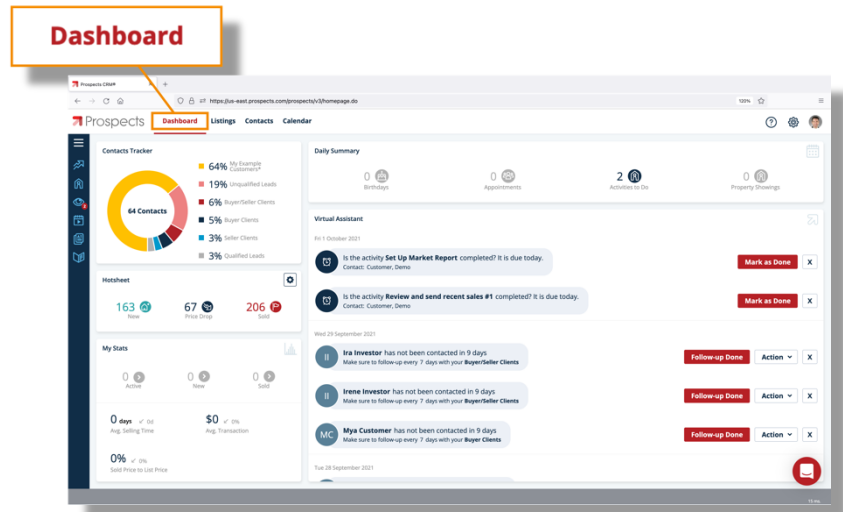 Dashboard
Prospects CRM®
https://us-east.prospects.com/prospects/v3/homepage.do
120%
Prospects
Dashboard Listings Contacts Calendar
Contacts Tracker
64 Contacts
64% My Example Customers*
19% Unqualified Leads
6% Buyer/Seller Clients
5% Buyer Clients
3% Seller Clients
3% Qualified Leads
Hotsheet
163 67 206
New Price Drop Sold
My Stats
0 0 0
Active New Sold
0 days 0d $0 0%
Avg. Selling Time Avg. Transaction
0% 0%
Sold Price to List Price
Daily Summary
0 0 2 0
Birthdays Appointments Activities to Do Property Showings
Virtual Assistant
Fri 1 October 2021
Is the activity Set Up Market Report completed? It is due today.
Contact: Customer, Demo
Mark as Done X
Is the activity Review and send recent sales #1 completed? It is due today.
Contact: Customer, Demo
Mark as Done X
Wed 29 September 2021
II Ira Investor has not been contacted in 9 days
Make sure to follow-up every 7 days with your Buyer/Seller Clients
Follow-up Done Action X
II Irene Investor has not been contacted in 9 days
Make sure to follow-up every 7 days with your Buyer/Seller Clients
Follow-up Done Action X
MC Mya Customer has not been contacted in 9 days
Make sure to follow-up every 7 days with your Buyer Clients
Follow-up Done Action X
Tue 28 September 2021